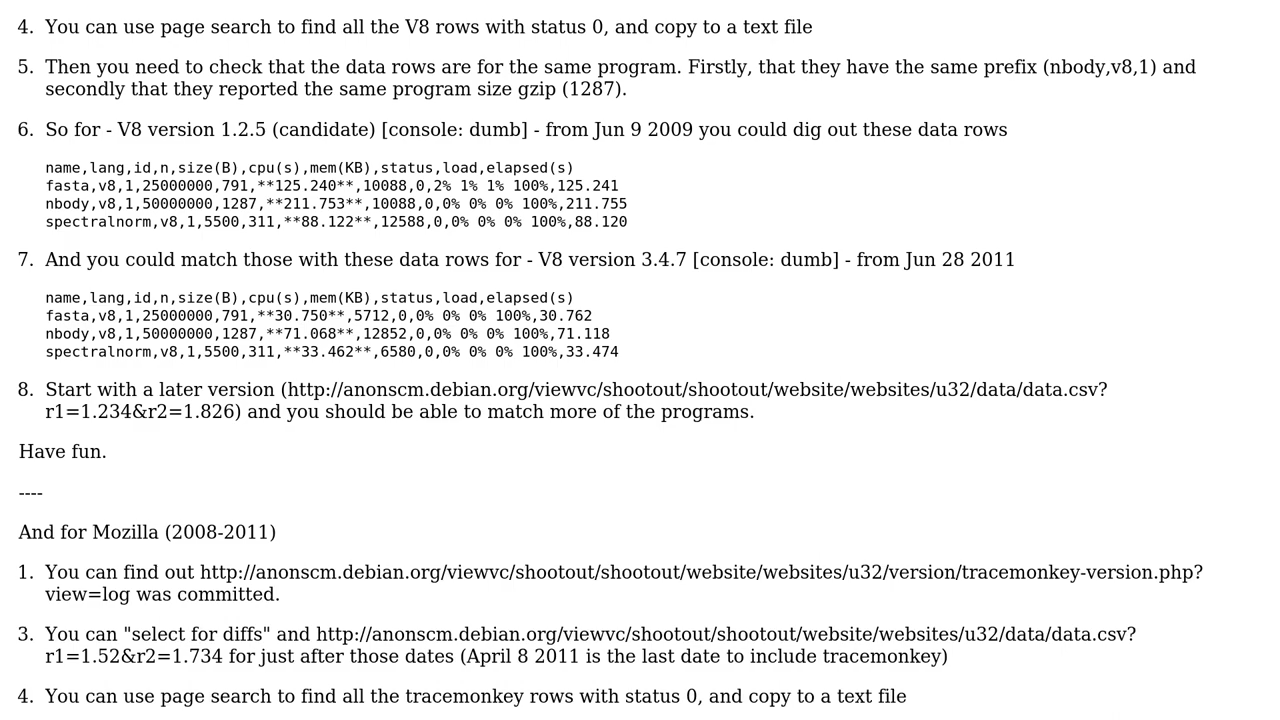 4. You can use page search to find all the V8 rows with status 0, and copy to a text file
5. Then you need to check that the data rows are for the same program. Firstly, that they have the same prefix (nbody,v8,1) and
secondly that they reported the same program size gzip (1287).
6. So for - V8 version 1.2.5 (candidate) [console: dumb] - from Jun 9 2009 you could dig out these data rows
name,lang,id,n,size(B),cpu(s),mem(KB),status,load,elapsed(s)
fasta,v8,1,25000000,791,**125.240**,10088,0,2% 1% 1% 100%,125.241
nbody,v8,1,50000000,1287,**211.753**,10088,0,0% 0% 0% 100%,211.755
spectralnorm,v8,1,5500,311,**88.122**,12588,0,0% 0% 0% 100%,88.120
7. And you could match those with these data rows for - V8 version 3.4.7 [console: dumb] - from Jun 28 2011
name,lang,id,n,size(B),cpu(s),mem(KB),status,load,elapsed(s)
fasta,v8,1,25000000,791,**30.750**,5712,0,0% 0% 0% 100%,30.762
nbody,v8,1,50000000,1287,**71.068**,12852,0,0% 0% 0% 100%,71.118
spectralnorm,v8,1,5500,311,**33.462**,6580,0,0% 0% 0% 100%,33.474
8. Start with a later version (http://anonscm.debian.org/viewvc/shootout/shootout/website/websites/u32/data/data.csv?
r1=1.234&r2=1.826) and you should be able to match more of the programs.
Have fun.
----
And for Mozilla (2008-2011)
1. You can find out http://anonscm.debian.org/viewvc/shootout/shootout/website/websites/u32/version/tracemonkey-version.php?
view=log was committed.
3. You can "select for diffs" and http://anonscm.debian.org/viewvc/shootout/shootout/website/websites/u32/data/data.csv?
r1=1.52&r2=1.734 for just after those dates (April 8 2011 is the last date to include tracemonkey)
4. You can use page search to find all the tracemonkey rows with status 0, and copy to a text file